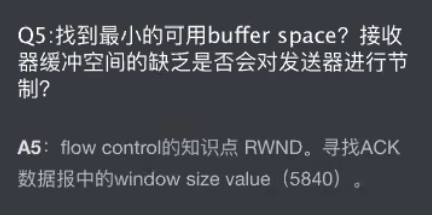 Q5:找到最小的可用buffer space？接收
器缓冲空间的缺乏是否会对发送器进行节
制？
A5：flow control的知识点 RWND。寻找ACK
数据报中的window size value（5840）。